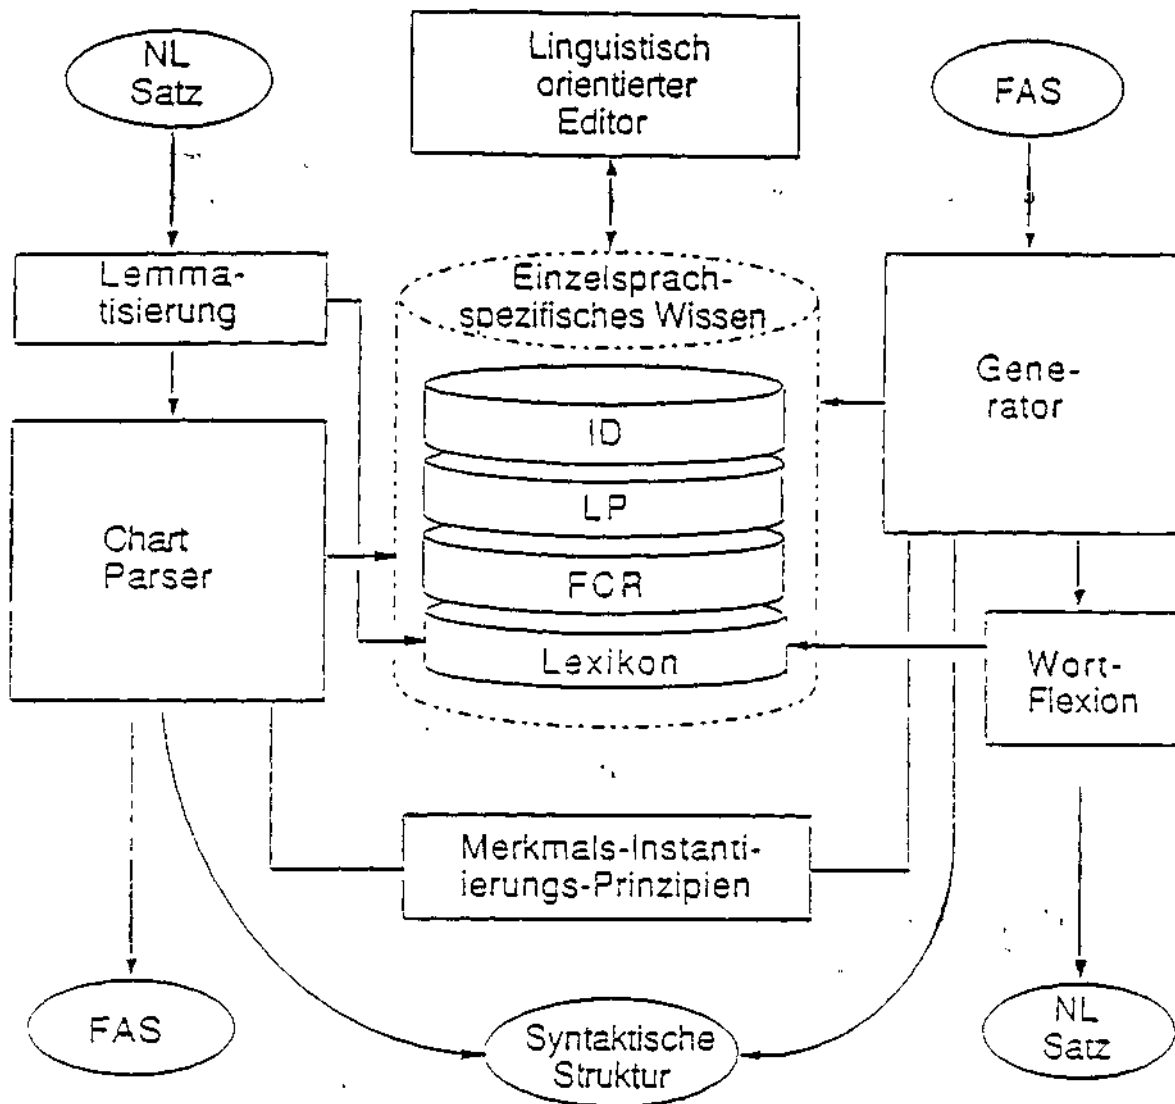 NL
Satz
Linguistisch
orientierter
Editor
FAS
Lemma-
tisierung
Einzelsprach-
spezifisches Wissen
Gene-
rator
ID
LP
FCR
Lexikon
Chart
Parser
Wort-
Flexion
Merkmals-Instanti-
ierungs-Prinzipien
FAS
Syntaktische
Struktur
NL
Satz